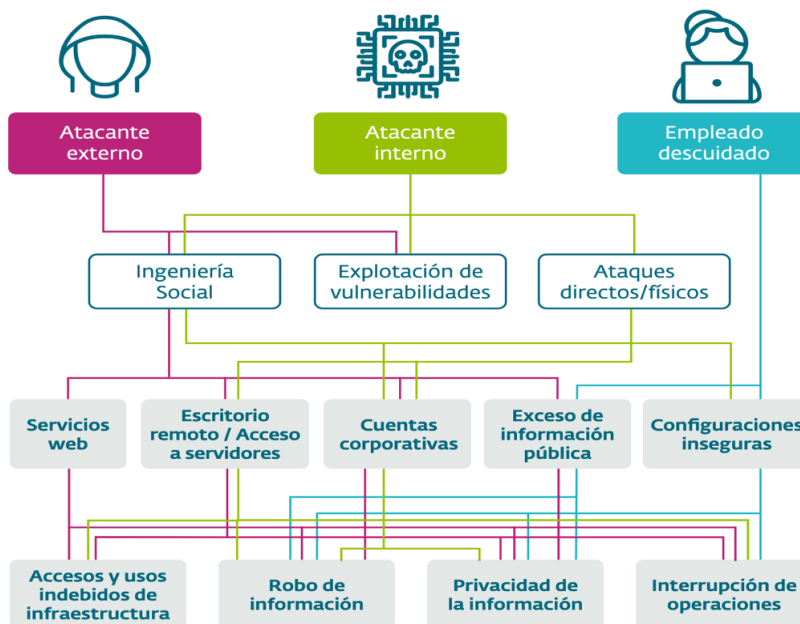 Atacante
externo
Atacante
interno
Empleado
descuidado
Ingeniería
Social
Explotación de
vulnerabilidades
Ataques
directos/físicos
Servicios
web
Escritorio
remoto / Acceso
a servidores
Cuentas
corporativas
Exceso de
información
pública
Configuraciones
inseguras
Accesos y usos
indebidos de
infraestructura
Robo de
información
Privacidad de
la información
Interrupción de
operaciones